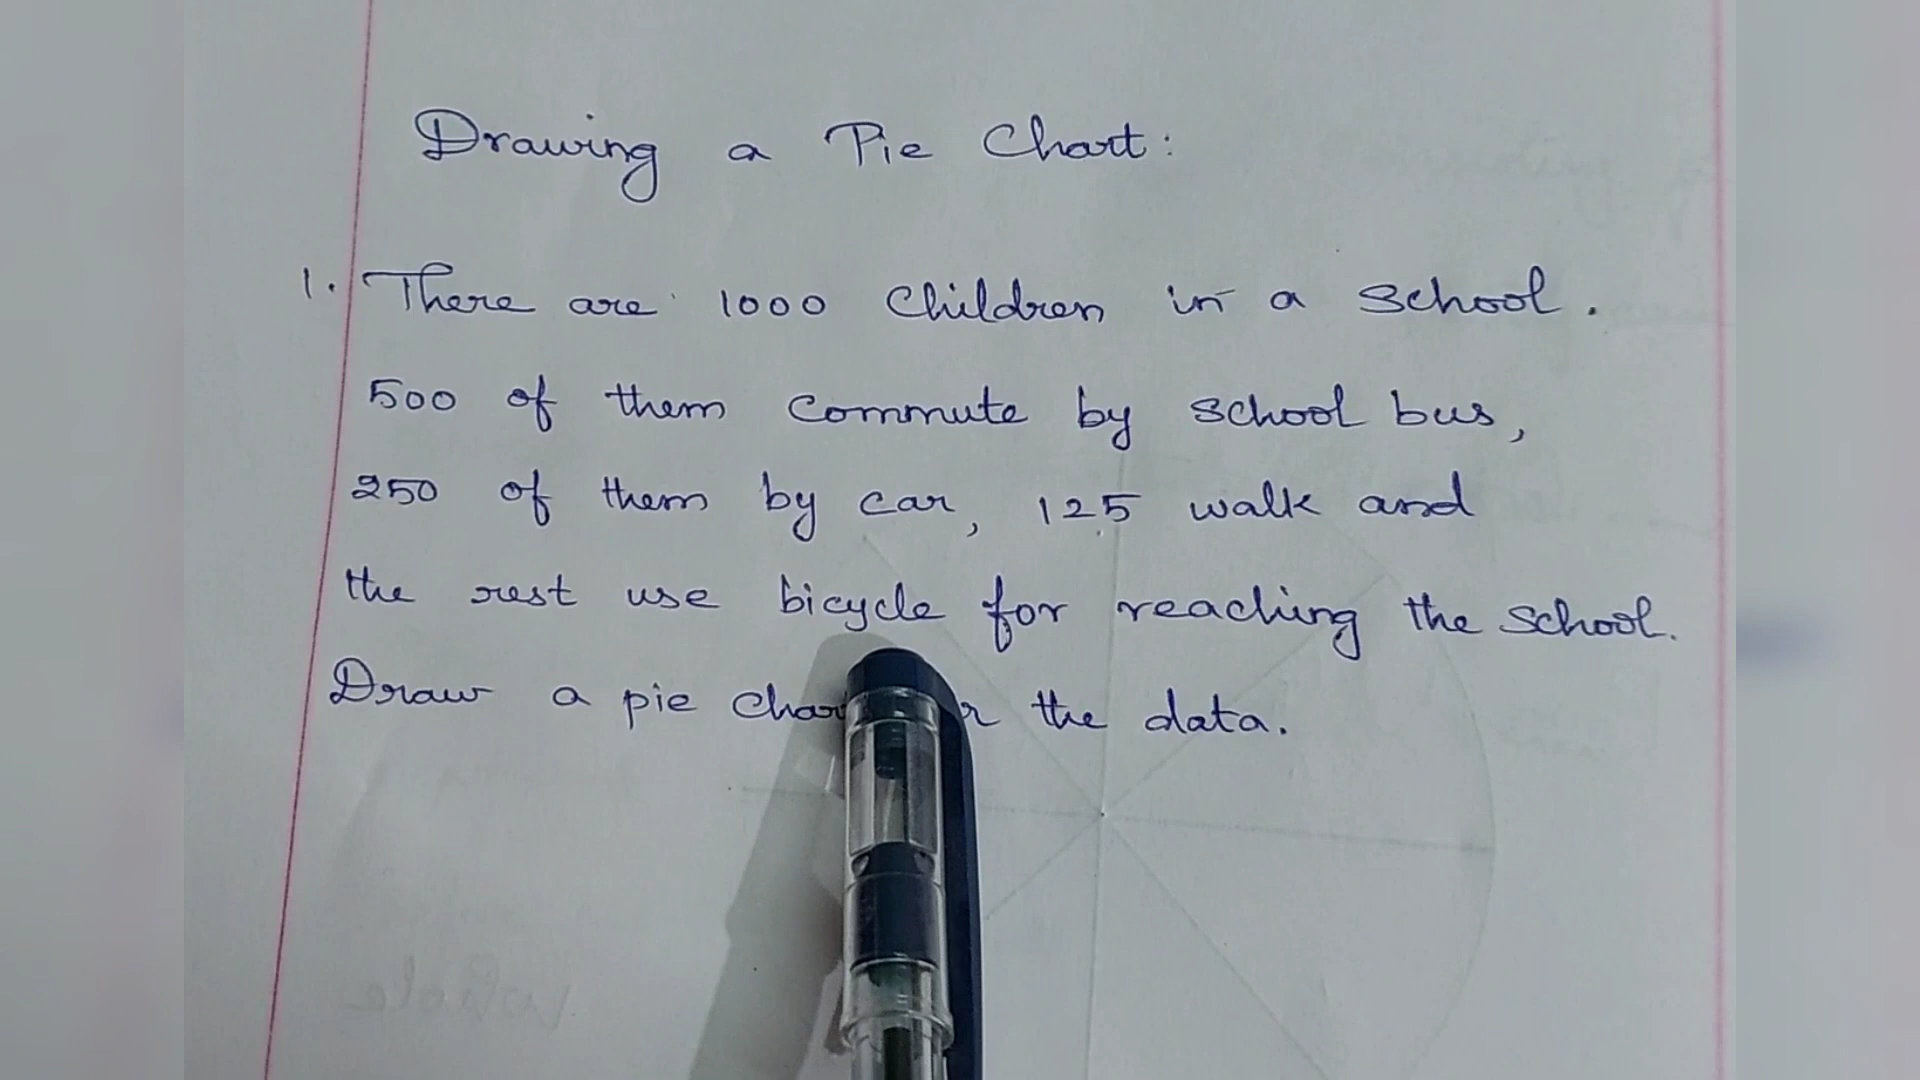 Drawing a Pie Chart:
1. There are 1000 Children in a School.
500 of them commute by school bus,
250 of them by car, 125 walk and
the rest use bicycle for reaching the school.
Draw a pie the data.